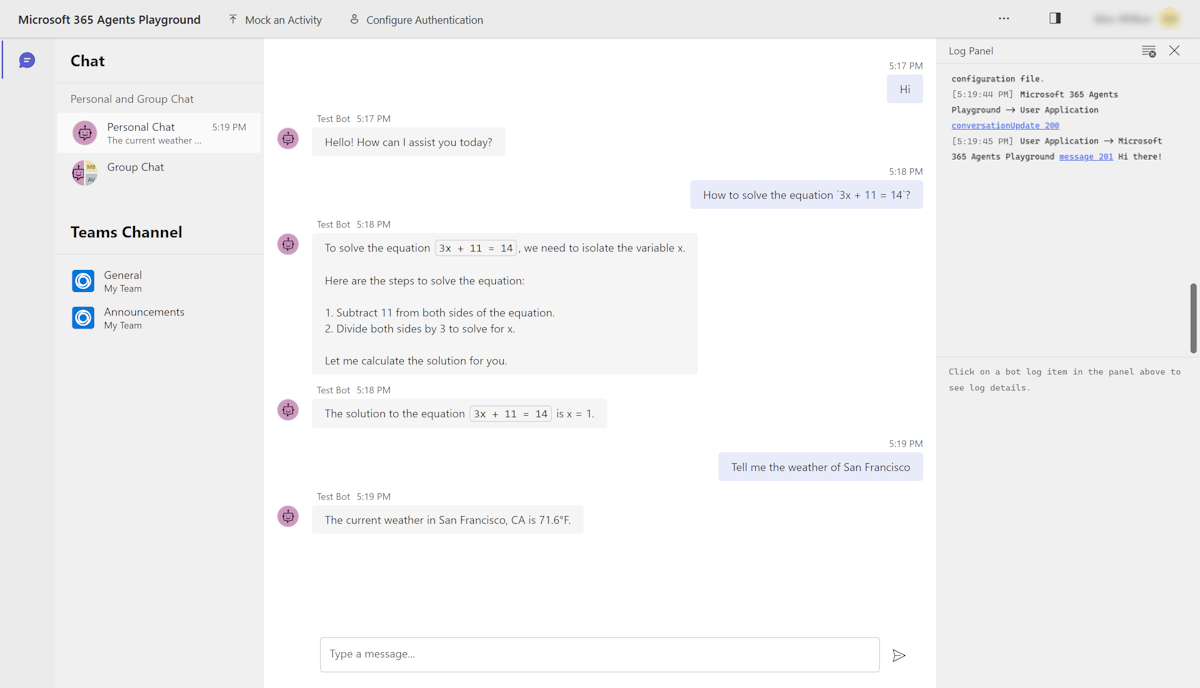 Microsoft 365 Agents Playground
Mock an Activity
Configure Authentication
Chat
Personal and Group Chat
Personal Chat 5:19 PM
The current weather ...
Group Chat
MB
AV
Teams Channel
General
My Team
Announcements
My Team
5:17 PM
Hi
Test Bot 5:17 PM
Hello! How can I assist you today?
5:18 PM
How to solve the equation `3x + 11 = 14`?
Test Bot 5:18 PM
To solve the equation 3x + 11 = 14, we need to isolate the variable x.
Here are the steps to solve the equation:
1. Subtract 11 from both sides of the equation.
2. Divide both sides by 3 to solve for x.
Let me calculate the solution for you.
Test Bot 5:18 PM
The solution to the equation 3x + 11 = 14 is x = 1.
5:19 PM
Tell me the weather of San Francisco
Test Bot 5:19 PM
The current weather in San Francisco, CA is 71.6°F.
Type a message...
Log Panel
configuration file.
[5:19:44 PM] Microsoft 365 Agents
Playground → User Application
conversationUpdate 200
[5:19:45 PM] User Application → Microsoft
365 Agents Playground message 201 Hi there!
Click on a bot log item in the panel above to
see log details.